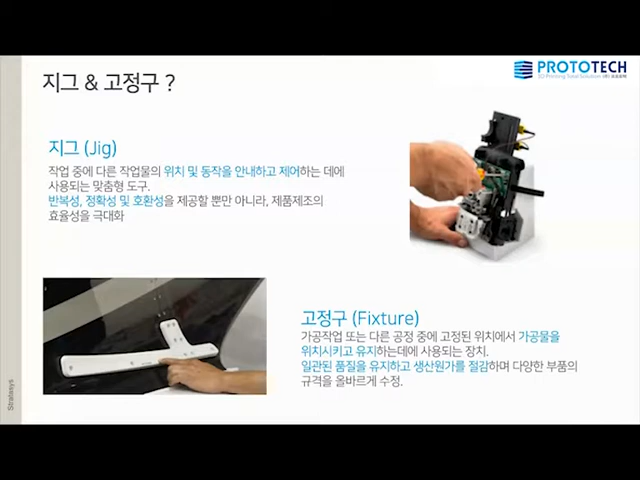 지그 & 고정구 ?
PROTOTECH
3D Printing Total Solution (주) 프로토텍
지그 (Jig)
작업 중에 다른 작업물의 위치 및 동작을 안내하고 제어하는 데에
사용되는 맞춤형 도구.
반복성, 정확성 및 호환성을 제공할 뿐만 아니라, 제품제조의
효율성을 극대화
고정구 (Fixture)
가공작업 또는 다른 공정 중에 고정된 위치에서 가공물을
위치시키고 유지하는데에 사용되는 장치.
일관된 품질을 유지하고 생산원가를 절감하며 다양한 부품의
규격을 올바르게 수정.
Stratasys